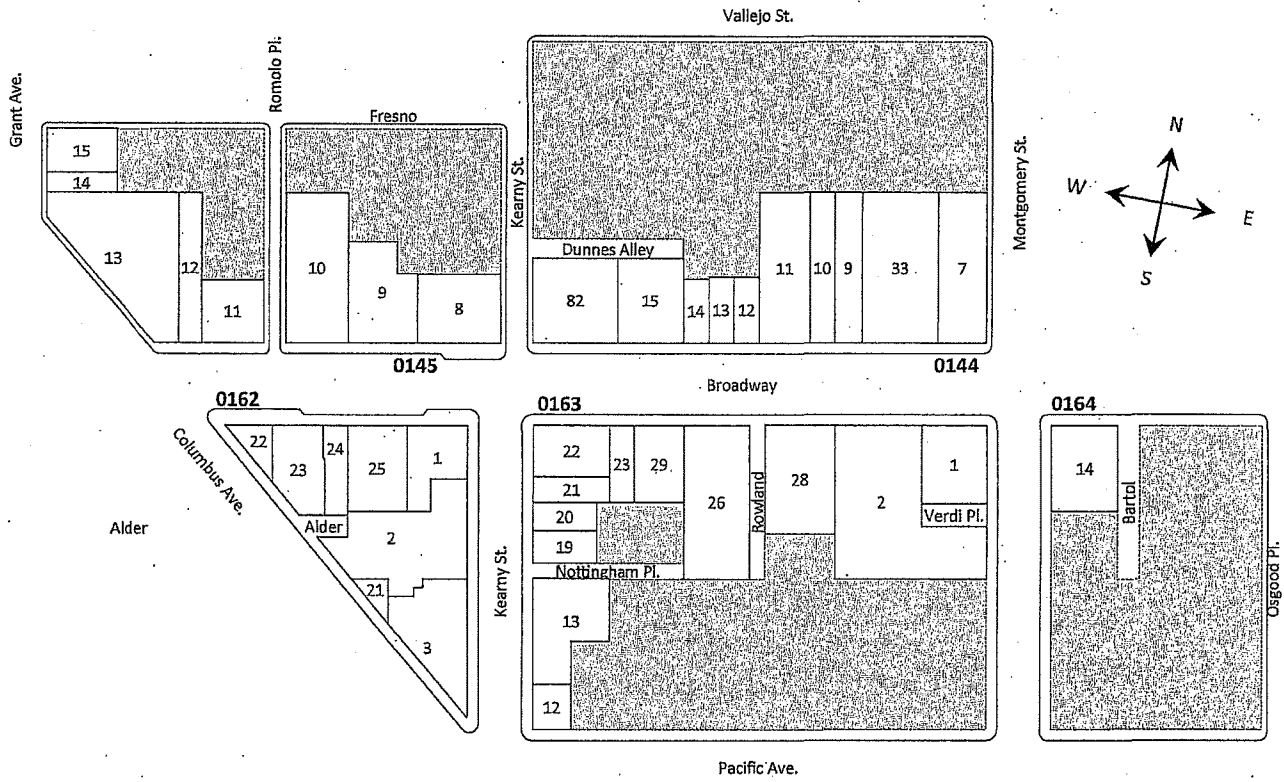 Vallejo St.
Grant Ave.
Romolo Pl.
Fresno
Kearny St.
Montgomery St.
N
W
E
S
15
14
13
12
11
10
9
8
Dunnes Alley
82
15
14
13
12
11
10
9
33
7
0145
0144
Broadway
0162
0163
0164
Columbus Ave.
22
23
24
25
1
Alder
Alder
2
21
3
Kearny St.
22
23
29
21
20
19
26
Rowland
28
2
1
Verdi Pl.
Nottingham Pl.
13
12
14
Bartol
Osgood Pl.
Pacific Ave.